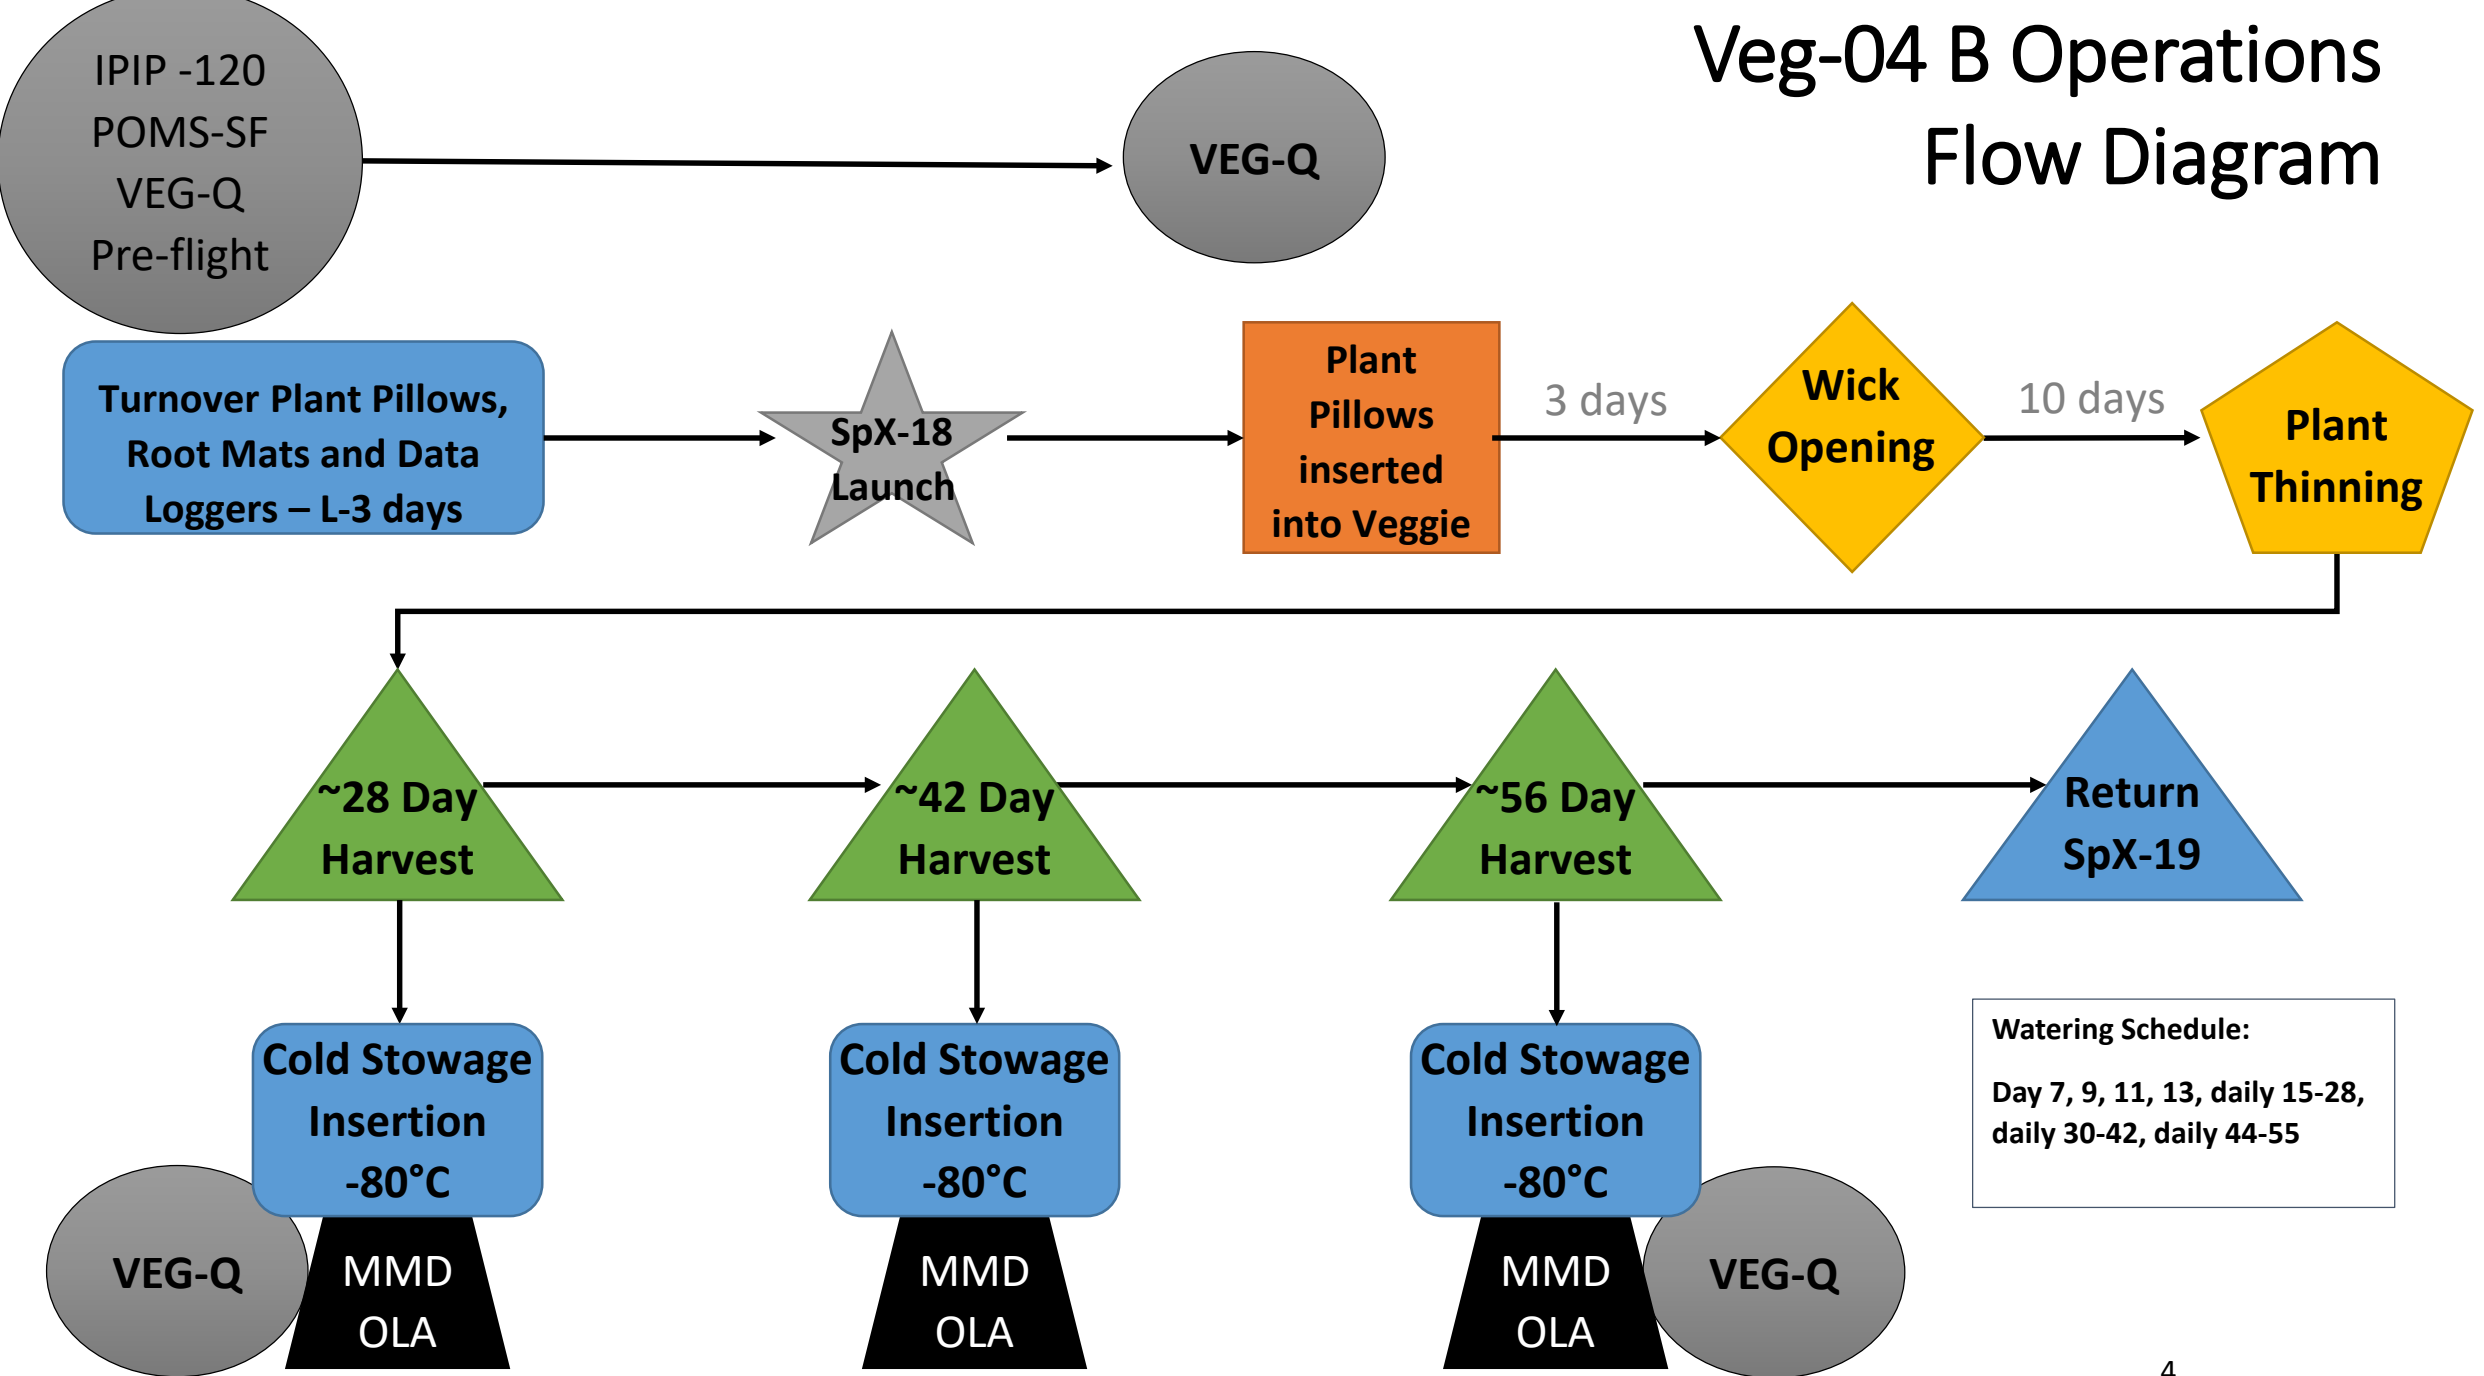 Veg-04 B Operations
Flow Diagram
IPIP -120
POMS-SF
VEG-Q
Pre-flight
VEG-Q
Turnover Plant Pillows,
Root Mats and Data
Loggers – L-3 days
SpX-18
Launch
Plant
Pillows
inserted
into Veggie
3 days
Wick
Opening
10 days
Plant
Thinning
~28 Day
Harvest
~42 Day
Harvest
~56 Day
Harvest
Return
SpX-19
Cold Stowage
Insertion
-80°C
Cold Stowage
Insertion
-80°C
Cold Stowage
Insertion
-80°C
Watering Schedule:
Day 7, 9, 11, 13, daily 15-28,
daily 30-42, daily 44-55
VEG-Q
MMD
OLA
MMD
OLA
MMD
OLA
VEG-Q
4